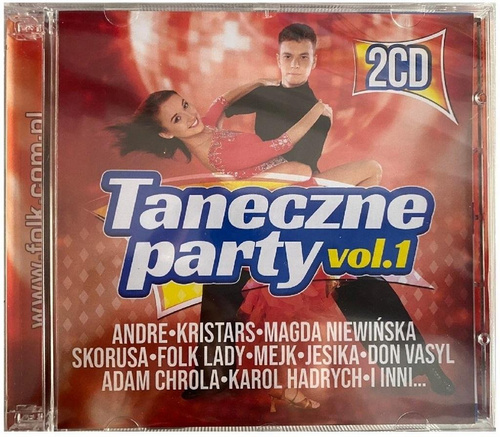 2CD
Taneczne
party vol.1
ANDRE•KRISTARS•MAGDA NIEWIŃSKA
SKORUSA•FOLK LADY•MEJK•JESIKA•DON VASYL
ADAM CHROLA•KAROL HADRYCH•I INNI...
www.folk.com.pl